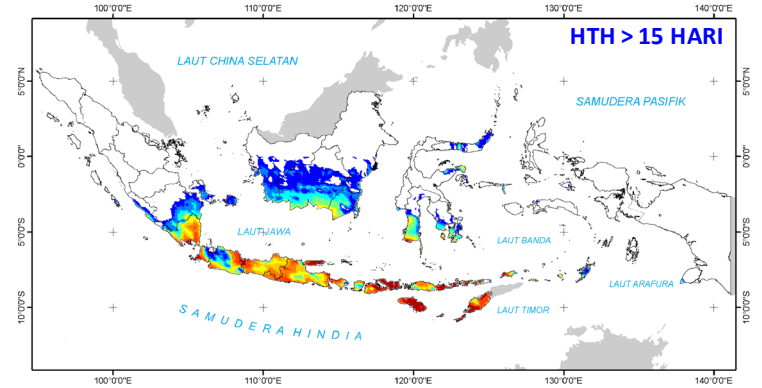 100°0'0"E 110°0'0"E 120°0'0"E 130°0'0"E 140°0'0"E
HTH > 15 HARI
LAUT CHINA SELATAN
5°0'0"N 5°0'0"N
SAMUDERA PASIFIK
0°0'0" 0°0'0"
LAUT JAWA
5°0'0"S 5°0'0"S
LAUT BANDA
LAUT ARAFURA
10°0'0"S 10°0'0"S
LAUT TIMOR
SAMUDERA HINDIA
100°0'0"E 110°0'0"E 120°0'0"E 130°0'0"E 140°0'0"E